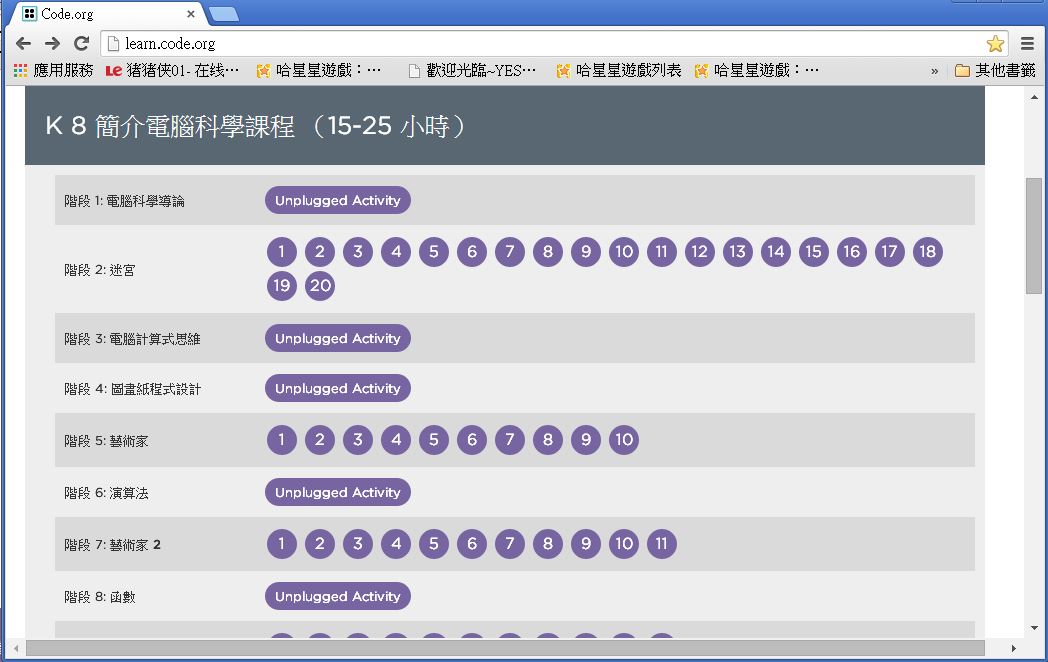 Code.org
learn.code.org
應用服務 猪猪侠01- 在线… 哈星星遊戲：… 歡迎光臨~YES… 哈星星遊戲列表 哈星星遊戲：… » 其他書籤
K 8 簡介電腦科學課程 （15-25 小時）
階段 1: 電腦科學導論 Unplugged Activity
階段 2: 迷宮 1 2 3 4 5 6 7 8 9 10 11 12 13 14 15 16 17 18
19 20
階段 3: 電腦計算式思維 Unplugged Activity
階段 4: 圖畫紙程式設計 Unplugged Activity
階段 5: 藝術家 1 2 3 4 5 6 7 8 9 10
階段 6: 演算法 Unplugged Activity
階段 7: 藝術家 2 1 2 3 4 5 6 7 8 9 10 11
階段 8: 函數 Unplugged Activity